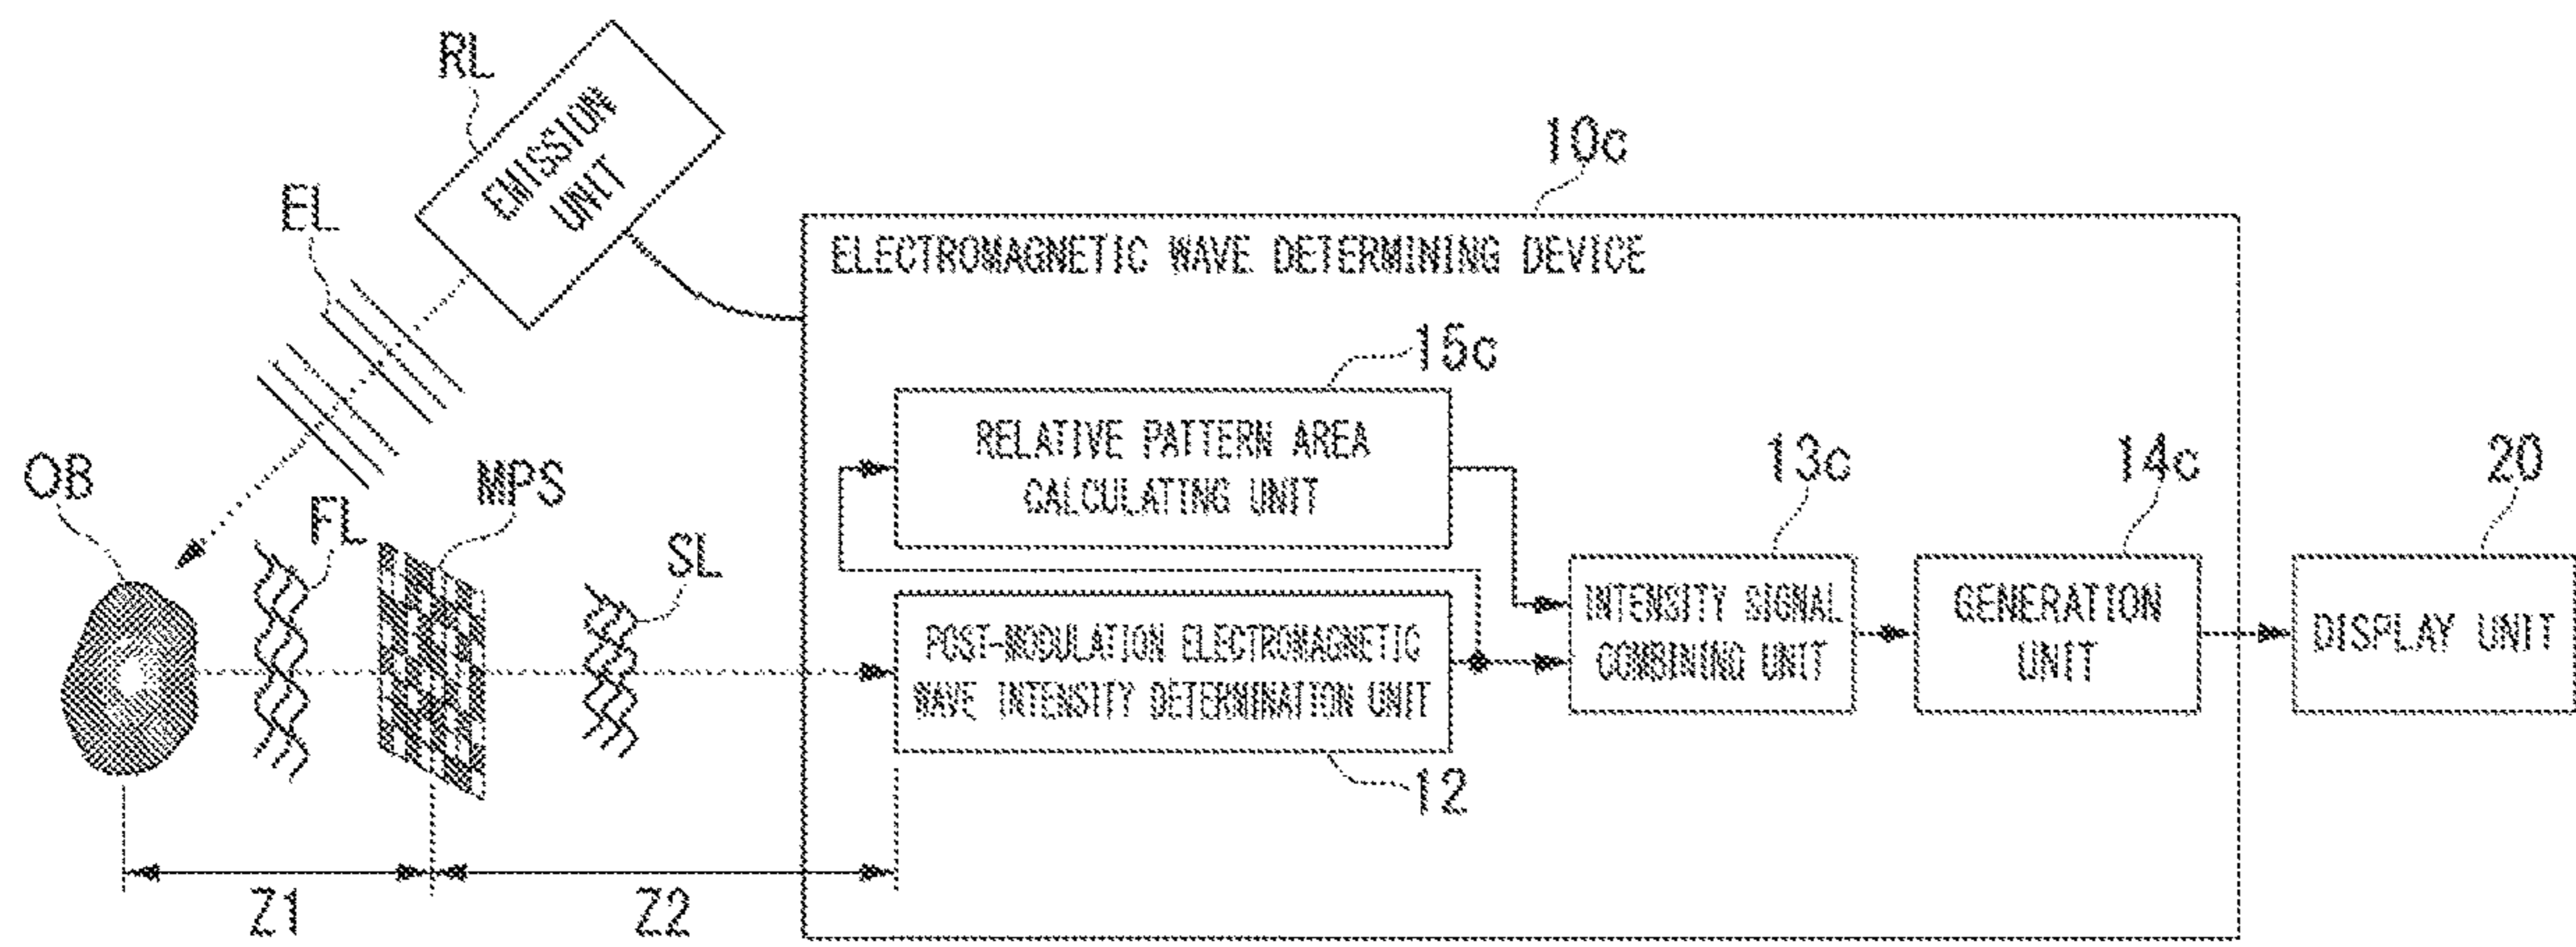 RL
EMISSION
UNIT
EL
10c
ELECTROMAGNETIC WAVE DETERMINING DEVICE
15c
RELATIVE PATTERN AREA
CALCULATING UNIT
OB
FL
MPS
SL
13c
14c
20
INTENSITY SIGNAL
COMBINING UNIT
GENERATION
UNIT
DISPLAY UNIT
POST-MODULATION ELECTROMAGNETIC
WAVE INTENSITY DETERMINATION UNIT
12
Z1
Z2